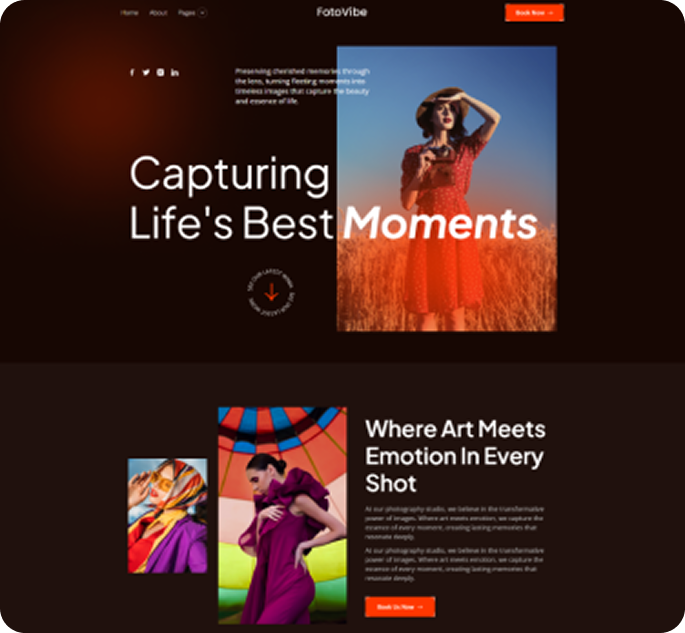 Home About Pages
FotoVibe
Book Now →
Preserving cherished memories through
the lens, turning fleeting moments into
timeless images that capture the beauty
and essence of life.
Capturing
Life's Best Moments
Where Art Meets
Emotion In Every
Shot
At our photography studio, we believe in the transformative
power of images. Where art meets emotion, we capture the
essence of every moment, creating lasting memories that
resonate deeply.
At our photography studio, we believe in the transformative
power of images. Where art meets emotion, we capture the
essence of every moment, creating lasting memories that
resonate deeply.
Book Us Now →